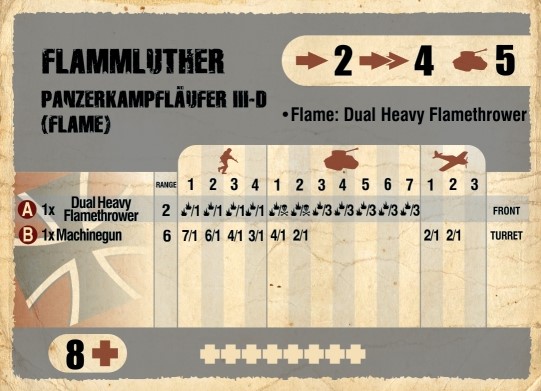 FLAMMLUTHER
2 4 5
PANZERKAMPFLÄUFER III-D
(FLAME)
•Flame: Dual Heavy Flamethrower
RANGE 1 2 3 4 1 2 3 4 5 6 7 1 2 3
A 1x Dual Heavy Flamethrower 2 /1 /1 /1 /1 /☠ /☠ /3 /3 /3 /3 /3 FRONT
B 1x Machinegun 6 7/1 6/1 4/1 3/1 4/1 2/1 2/1 2/1 TURRET
8